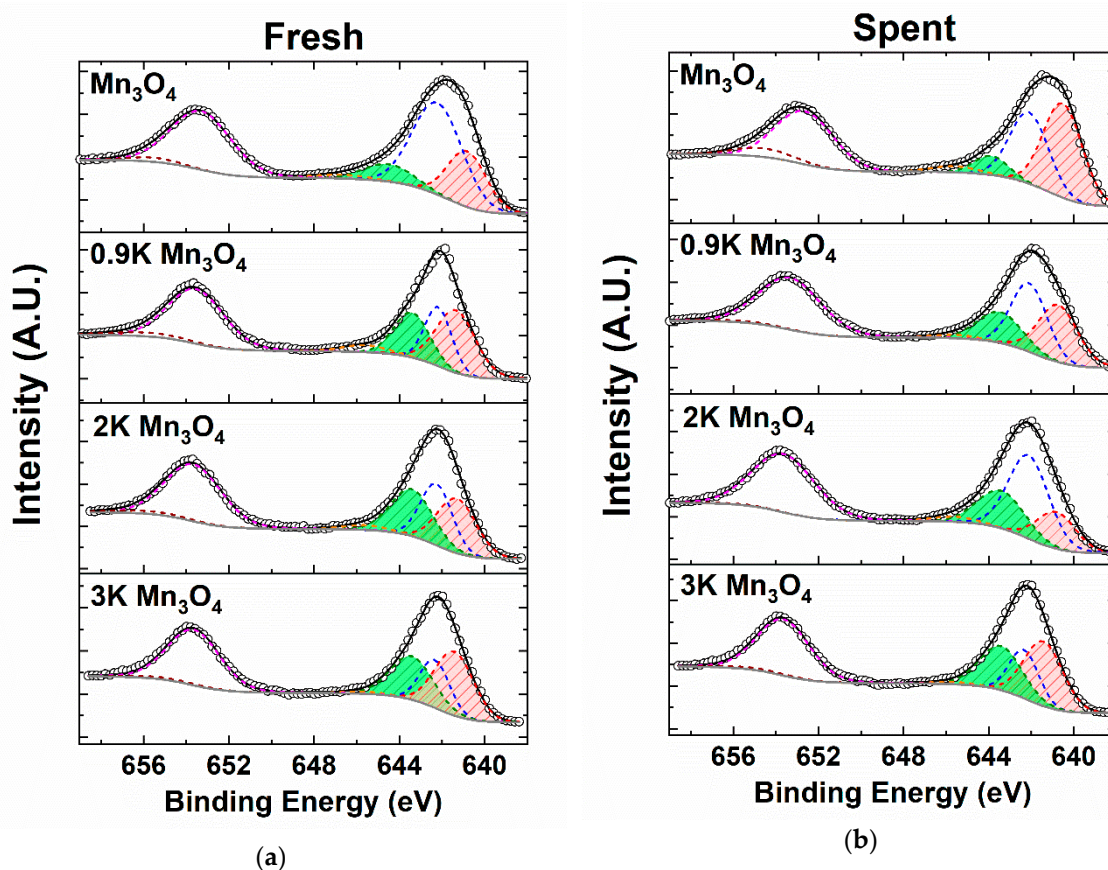 Fresh
Mn₃O₄
0.9K Mn₃O₄
2K Mn₃O₄
3K Mn₃O₄
Intensity (A.U.)
656 652 648 644 640
Binding Energy (eV)
(a)
Spent
Mn₃O₄
0.9K Mn₃O₄
2K Mn₃O₄
3K Mn₃O₄
Intensity (A.U.)
656 652 648 644 640
Binding Energy (eV)
(b)